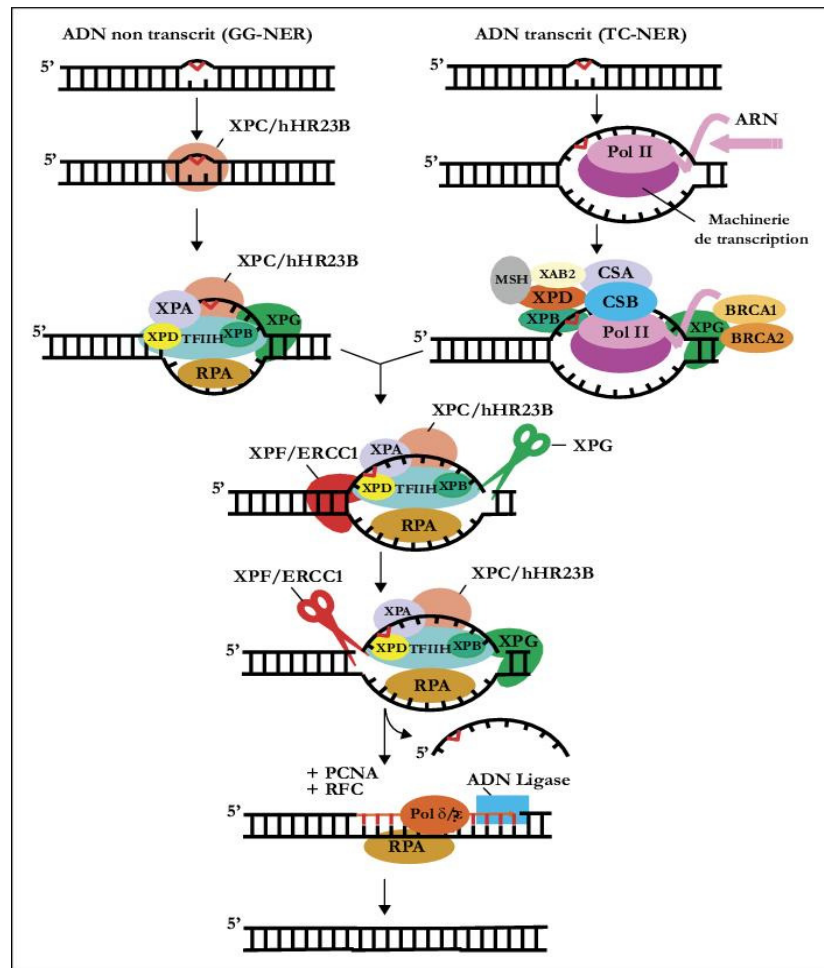 ADN non transcrit (GG-NER)
5’
XPC/hHR23B
5’
XPC/hHR23B
XPA
XPG
XPD
TFIIH
XPB
5’
RPA
ADN transcrit (TC-NER)
5’
ARN
Pol II
5’
Machinerie
de transcription
MSH
XAB2
CSA
XPD
CSB
XPB
BRCA1
Pol II
XPG
5’
BRCA2
XPC/hHR23B
XPF/ERCC1
XPA
XPG
5’
XPD
TFIIH
XPB
RPA
XPF/ERCC1
XPC/hHR23B
XPA
5’
XPD
TFIIH
XPB
XPG
RPA
5’
+ PCNA
+ RFC
ADN Ligase
5’
Pol δ/ε
?
RPA
5’